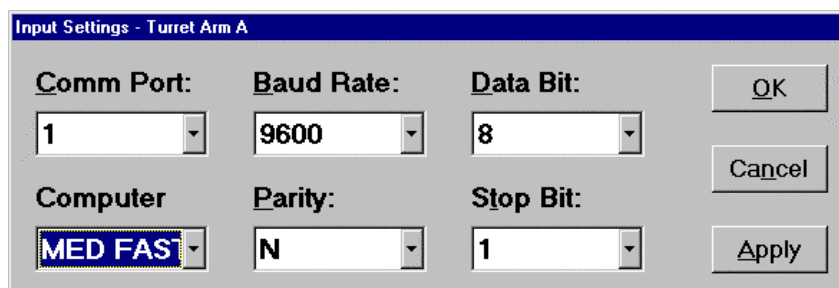 Input Settings - Turret Arm A
Comm Port:
Baud Rate:
Data Bit:
OK
1
9600
8
Cancel
Computer
Parity:
Stop Bit:
MED FAST
N
1
Apply